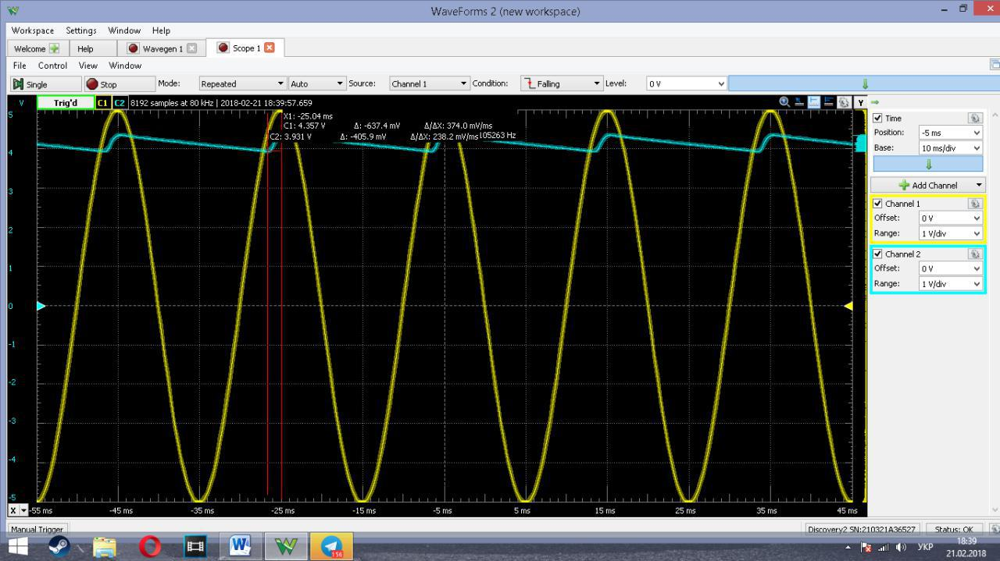 WaveForms 2 (new workspace)
Workspace Settings Window Help
Welcome Help Wavegen 1 Scope 1
File Control View Window
Single Stop Mode: Repeated Auto Source: Channel 1 Condition: Falling Level: 0 V
V Trig'd C1 C2 8192 samples at 80 kHz | 2018-02-21 18:39:57.659 Y
X1: -25.04 ms
C1: 4.357 V Δ: -637.4 mV Δ/ΔX: 374.0 mV/ms
C2: 3.931 V Δ: -405.9 mV Δ/ΔX: 238.2 mV/ms 105263 Hz
5
4
3
2
1
0
-1
-2
-3
-4
-5
X -55 ms -45 ms -35 ms -25 ms -15 ms -5 ms 5 ms 15 ms 25 ms 35 ms 45 ms
Time
Position: -5 ms
Base: 10 ms/div
Add Channel
Channel 1
Offset: 0 V
Range: 1 V/div
Channel 2
Offset: 0 V
Range: 1 V/div
Manual Trigger Discovery2 SN:210321A36527 Status: OK
W 156 УКР 18:39
21.02.2018